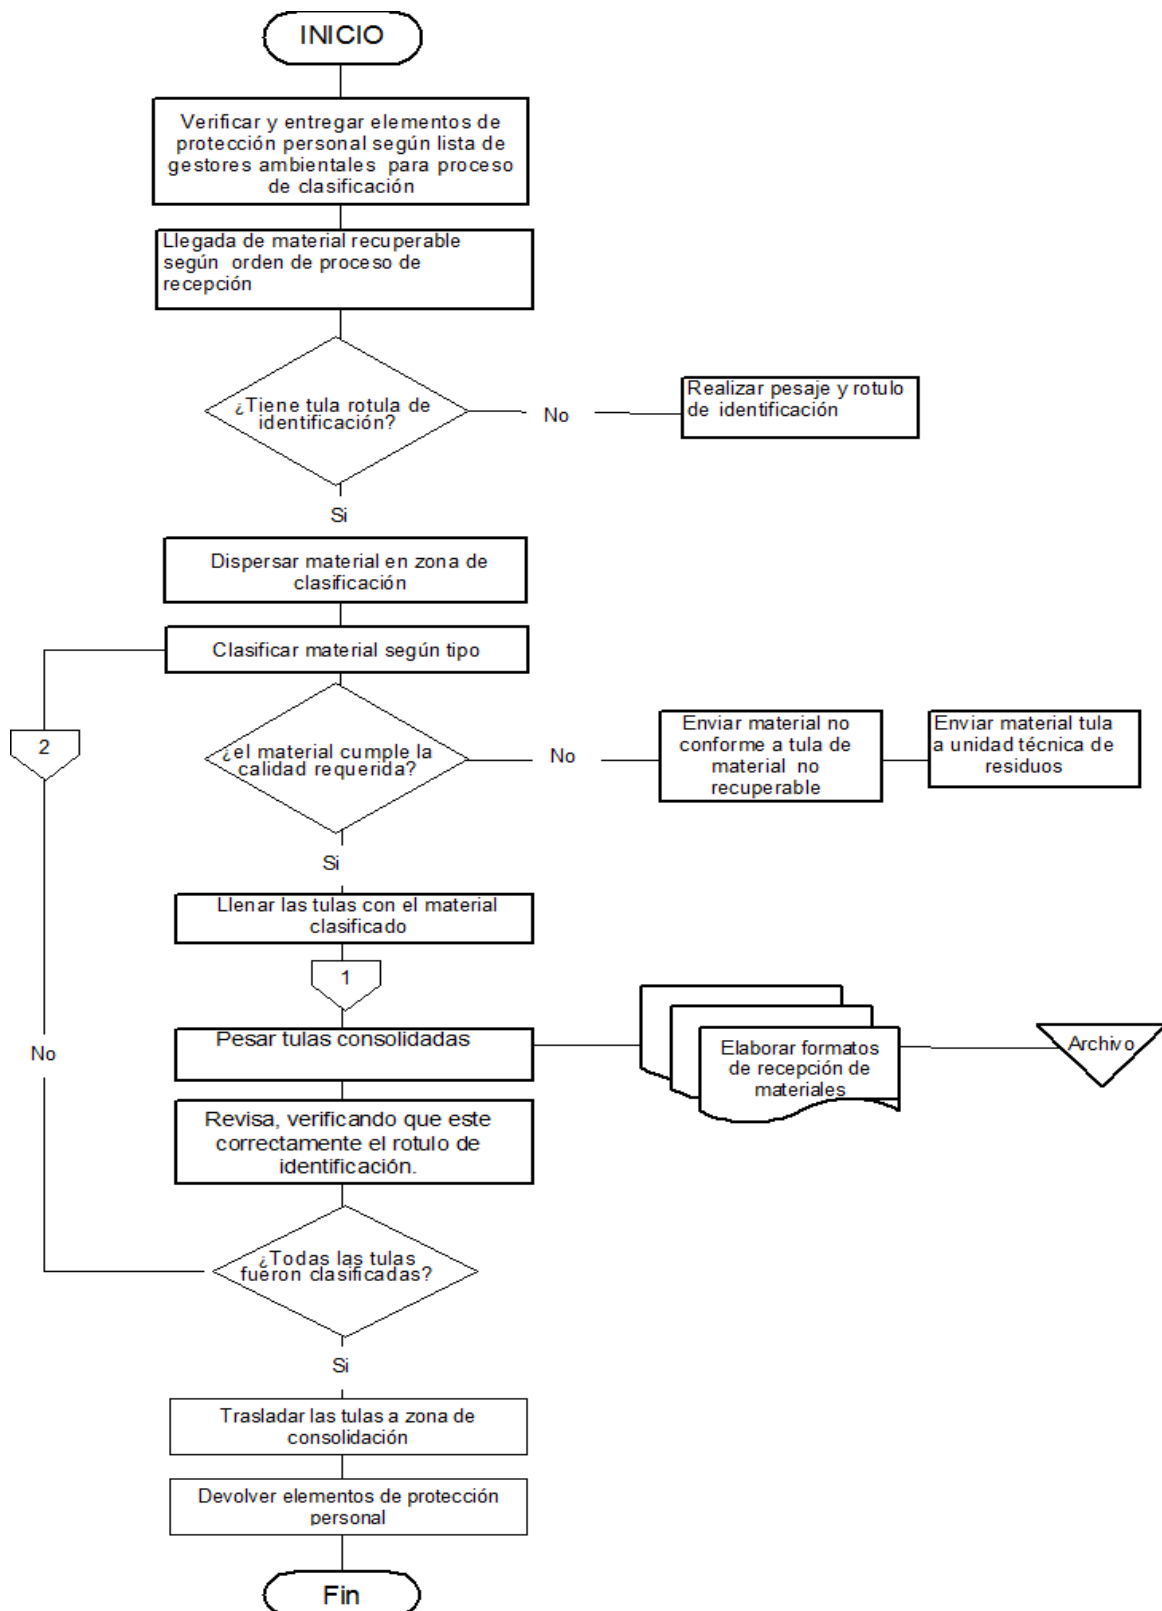 INICIO
Verificar y entregar elementos de
protección personal según lista de
gestores ambientales para proceso
de clasificación
Llegada de material recuperable
según orden de proceso de
recepción
¿Tiene tula rotula de
identificación?
No
Realizar pesaje y rotulo
de identificación
Si
Dispersar material en zona de
clasificación
Clasificar material según tipo
2
¿el material cumple la
calidad requerida?
No
Enviar material no
conforme a tula de
material no
recuperable
Enviar material tula
a unidad técnica de
residuos
Si
Llenar las tulas con el material
clasificado
1
Pesar tulas consolidadas
Elaborar formatos
de recepción de
materiales
Archivo
No
Revisa, verificando que este
correctamente el rotulo de
identificación.
¿Todas las tulas
fueron clasificadas?
Si
Trasladar las tulas a zona de
consolidación
Devolver elementos de protección
personal
Fin